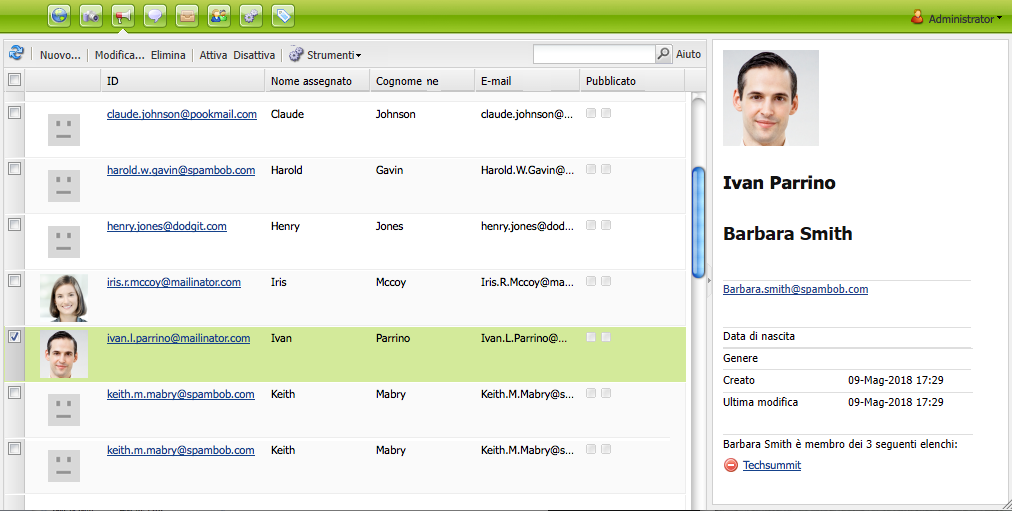 Administrator
Nuovo... Modifica... Elimina Attiva Disattiva Strumenti Aiuto
ID Nome assegnato Cognome ne E-mail Pubblicato
claude.johnson@pookmail.com Claude Johnson claude.johnson@...
harold.w.gavin@spambob.com Harold Gavin Harold.W.Gavin@...
henry.jones@dodgit.com Henry Jones henry.jones@dod...
iris.r.mccoy@mailinator.com Iris Mccoy Iris.R.Mccoy@ma...
ivan.l.parrino@mailinator.com Ivan Parrino Ivan.L.Parrino@...
keith.m.mabry@spambob.com Keith Mabry Keith.M.Mabry@s...
keith.m.mabry@spambob.com Keith Mabry Keith.M.Mabry@s...
Ivan Parrino
Barbara Smith
Barbara.smith@spambob.com
Data di nascita
Genere
Creato 09-Mag-2018 17:29
Ultima modifica 09-Mag-2018 17:29
Barbara Smith è membro dei 3 seguenti elenchi:
Techsummit